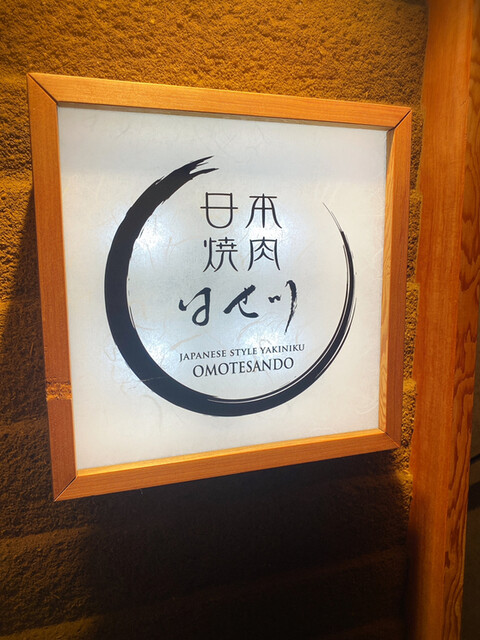 日本
焼肉
はせ川
JAPANESE STYLE YAKINIKU
OMOTESANDO